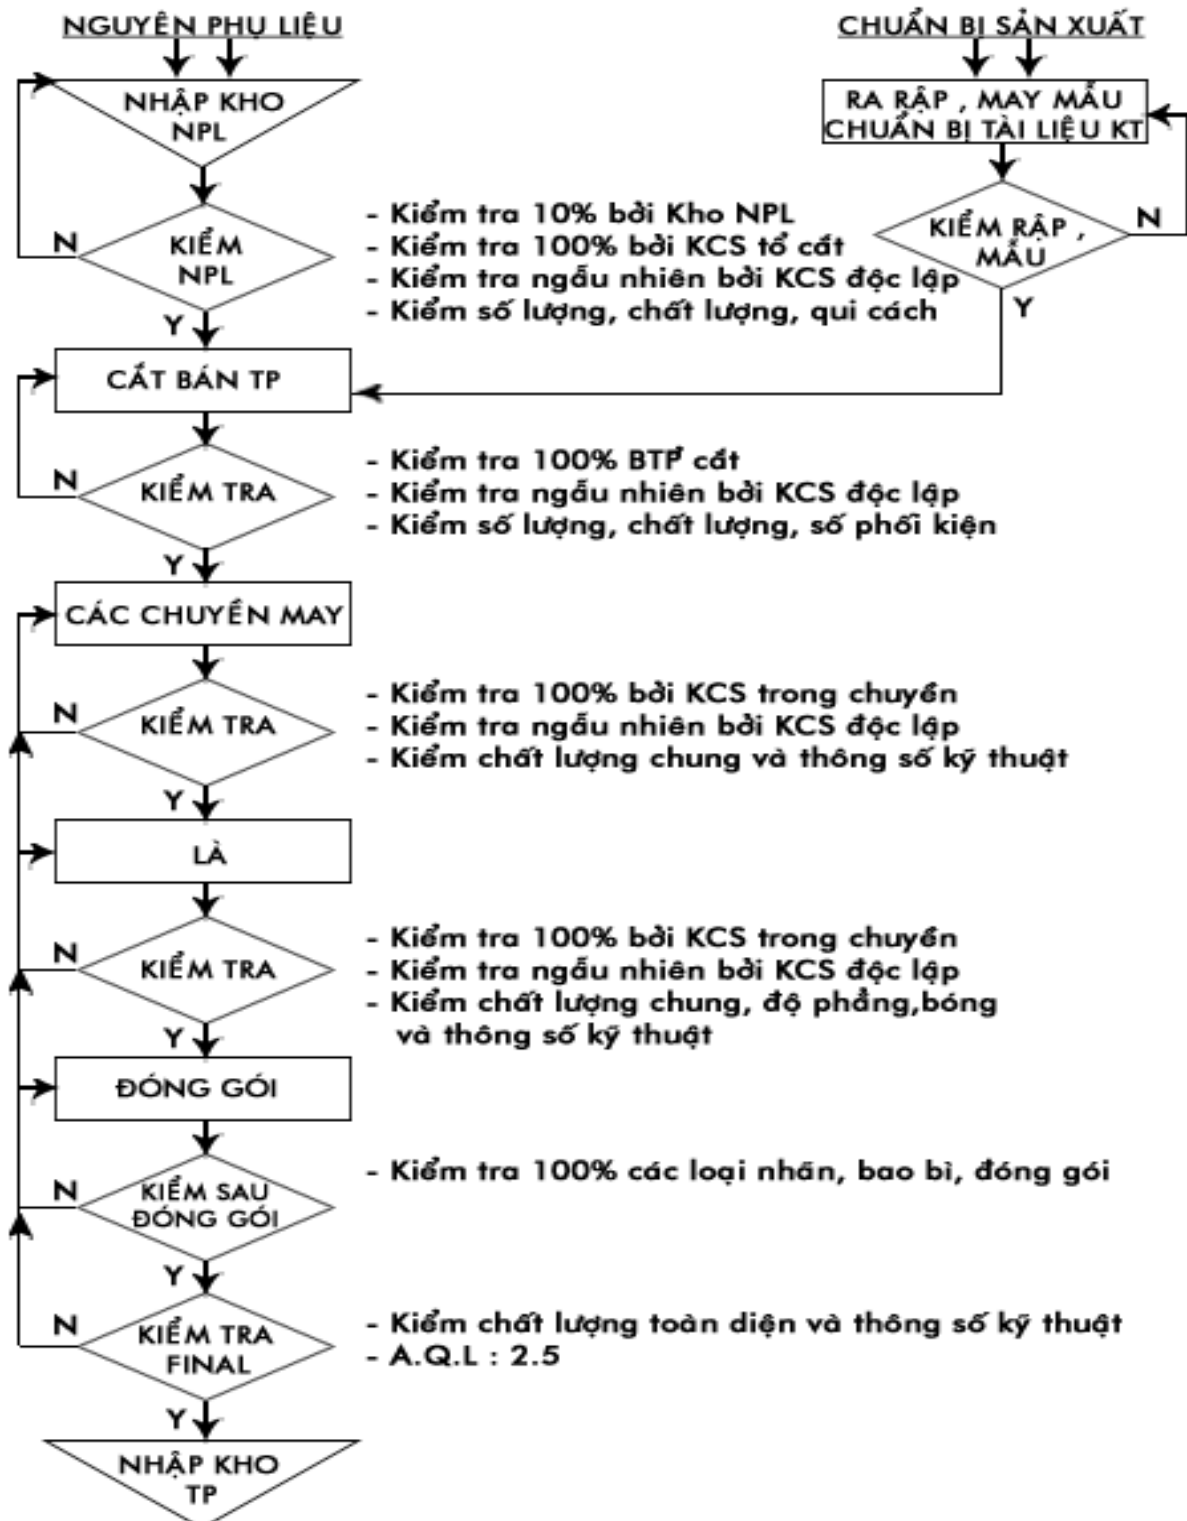 NGUYÊN PHỤ LIỆU
CHUẨN BỊ SẢN XUẤT
NHẬP KHO
NPL
RA RẬP , MAY MẪU
CHUẨN BỊ TÀI LIỆU KT
KIỂM
NPL
N
Y
- Kiểm tra 10% bởi Kho NPL
- Kiểm tra 100% bởi KCS tổ cắt
- Kiểm tra ngẫu nhiên bởi KCS độc lập
- Kiểm số lượng, chất lượng, qui cách
KIỂM RẬP ,
MẪU
N
Y
CẮT BÁN TP
KIỂM TRA
N
Y
- Kiểm tra 100% BTP cắt
- Kiểm tra ngẫu nhiên bởi KCS độc lập
- Kiểm số lượng, chất lượng, số phối kiện
CÁC CHUYỀN MAY
KIỂM TRA
N
Y
- Kiểm tra 100% bởi KCS trong chuyền
- Kiểm tra ngẫu nhiên bởi KCS độc lập
- Kiểm chất lượng chung và thông số kỹ thuật
LÀ
KIỂM TRA
N
Y
- Kiểm tra 100% bởi KCS trong chuyền
- Kiểm tra ngẫu nhiên bởi KCS độc lập
- Kiểm chất lượng chung, độ phẳng,bóng
và thông số kỹ thuật
ĐÓNG GÓI
KIỂM SAU
ĐÓNG GÓI
N
Y
- Kiểm tra 100% các loại nhãn, bao bì, đóng gói
KIỂM TRA
FINAL
N
Y
- Kiểm chất lượng toàn diện và thông số kỹ thuật
- A.Q.L : 2.5
NHẬP KHO
TP